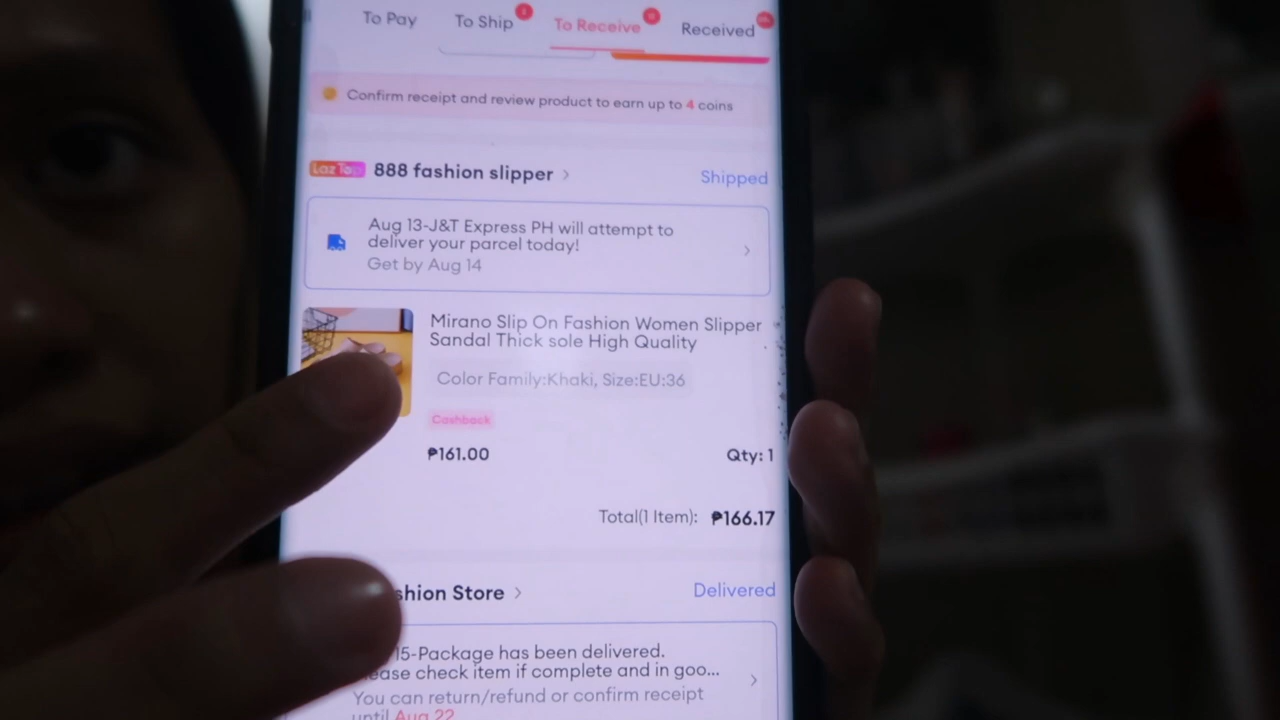 To Pay
To Ship
To Receive
Received
Confirm receipt and review product to earn up to 4 coins
888 fashion slipper >
Shipped
Aug 13-J&T Express PH will attempt to
deliver your parcel today!
Get by Aug 14
Mirano Slip On Fashion Women Slipper
Sandal Thick sole High Quality
Color Family:Khaki, Size:EU:36
Cashback
₱161.00
Qty: 1
Total(1 Item): ₱166.17
Store >
Delivered
15-Package has been delivered.
check item if complete and in goo...
You can return/refund or confirm receipt
until Aug 22